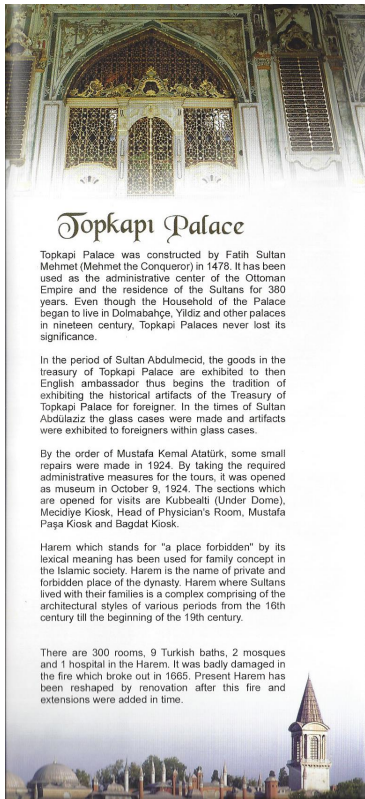 Topkapı Palace
Topkapi Palace was constructed by Fatih Sultan
Mehmet (Mehmet the Conqueror) in 1478. It has been
used as the administrative center of the Ottoman
Empire and the residence of the Sultans for 380
years. Even though the Household of the Palace
began to live in Dolmabahçe, Yildiz and other palaces
in nineteen century, Topkapi Palaces never lost its
significance.
In the period of Sultan Abdulmecid, the goods in the
treasury of Topkapi Palace are exhibited to then
English ambassador thus begins the tradition of
exhibiting the historical artifacts of the Treasury of
Topkapi Palace for foreigner. In the times of Sultan
Abdülaziz the glass cases were made and artifacts
were exhibited to foreigners within glass cases.
By the order of Mustafa Kemal Atatürk, some small
repairs were made in 1924. By taking the required
administrative measures for the tours, it was opened
as museum in October 9, 1924. The sections which
are opened for visits are Kubbealti (Under Dome),
Mecidiye Kiosk, Head of Physician's Room, Mustafa
Paşa Kiosk and Bagdat Kiosk.
Harem which stands for "a place forbidden" by its
lexical meaning has been used for family concept in
the Islamic society. Harem is the name of private and
forbidden place of the dynasty. Harem where Sultans
lived with their families is a complex comprising of the
architectural styles of various periods from the 16th
century till the beginning of the 19th century.
There are 300 rooms, 9 Turkish baths, 2 mosques
and 1 hospital in the Harem. It was badly damaged in
the fire which broke out in 1665. Present Harem has
been reshaped by renovation after this fire and
extensions were added in time.